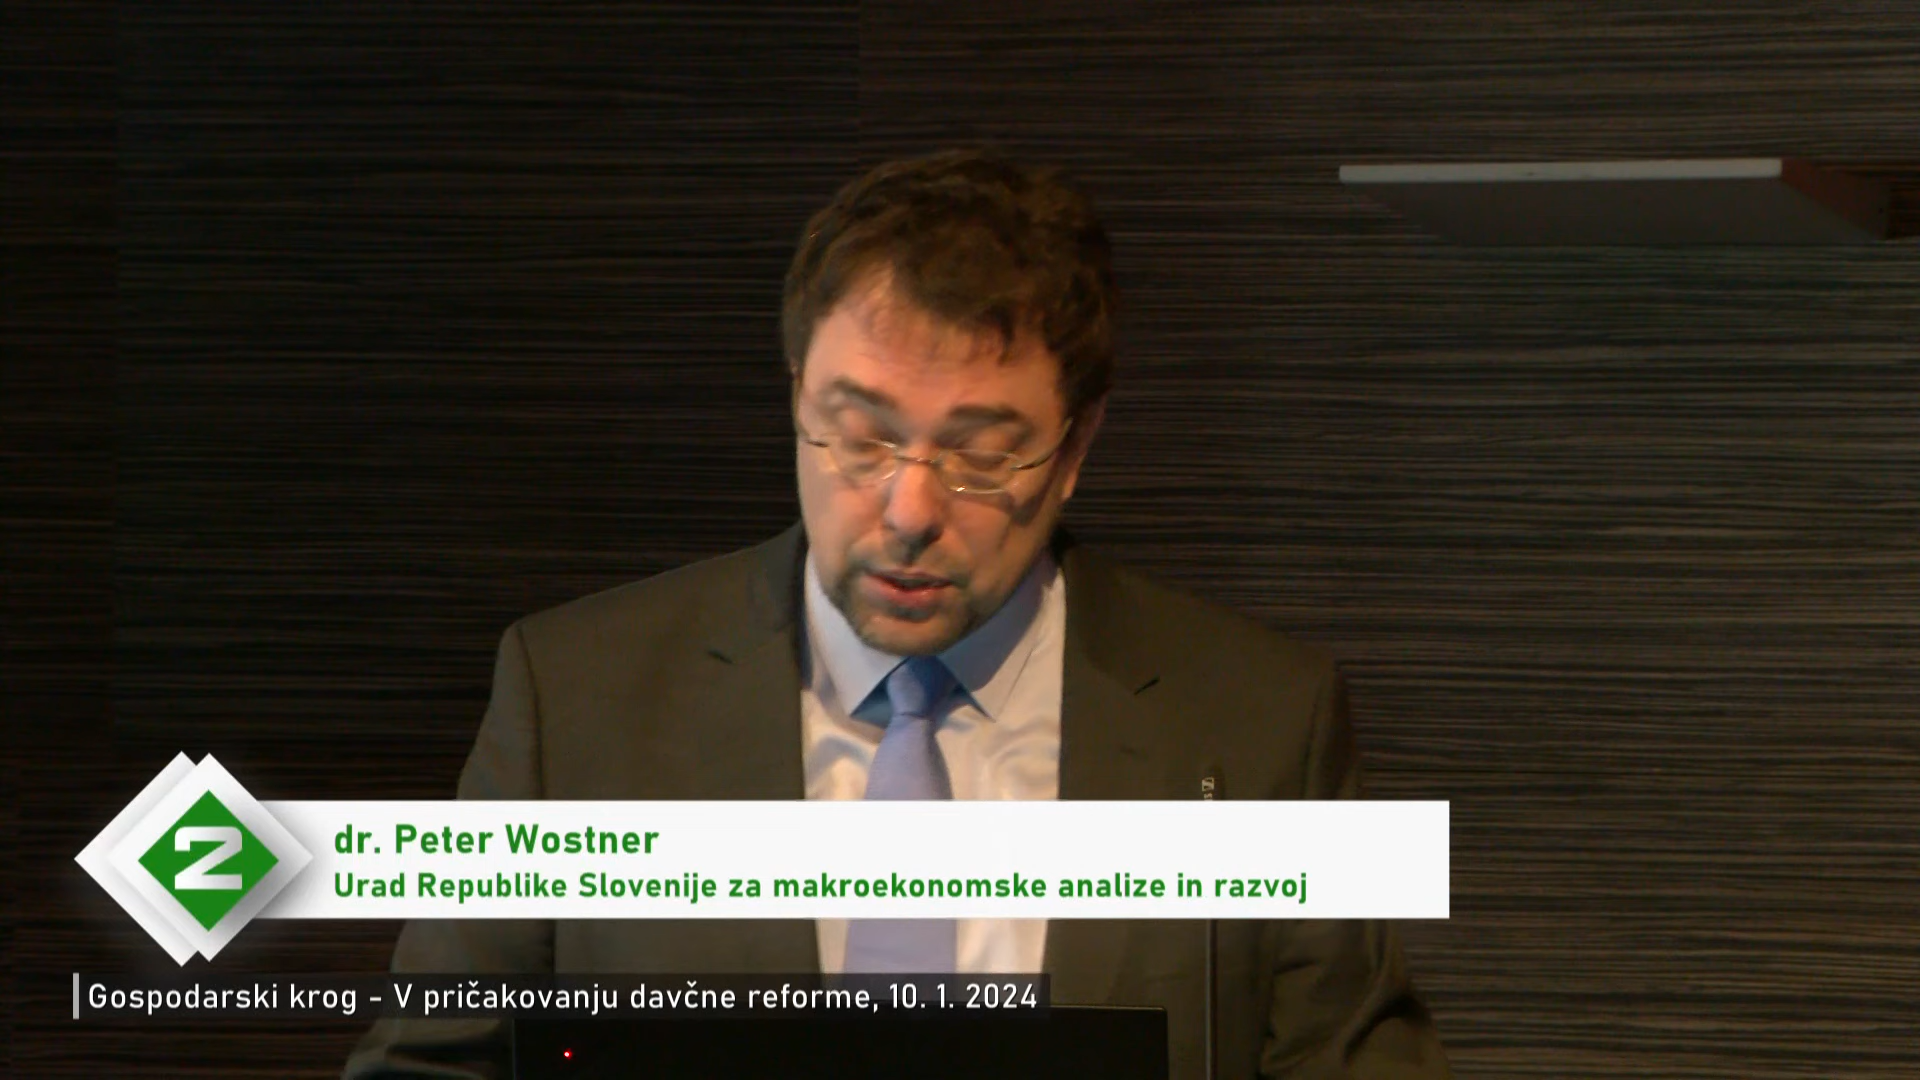 2
dr. Peter Wostner
Urad Republike Slovenije za makroekonomske analize in razvoj
Gospodarski krog - V pričakovanju davčne reforme, 10. 1. 2024